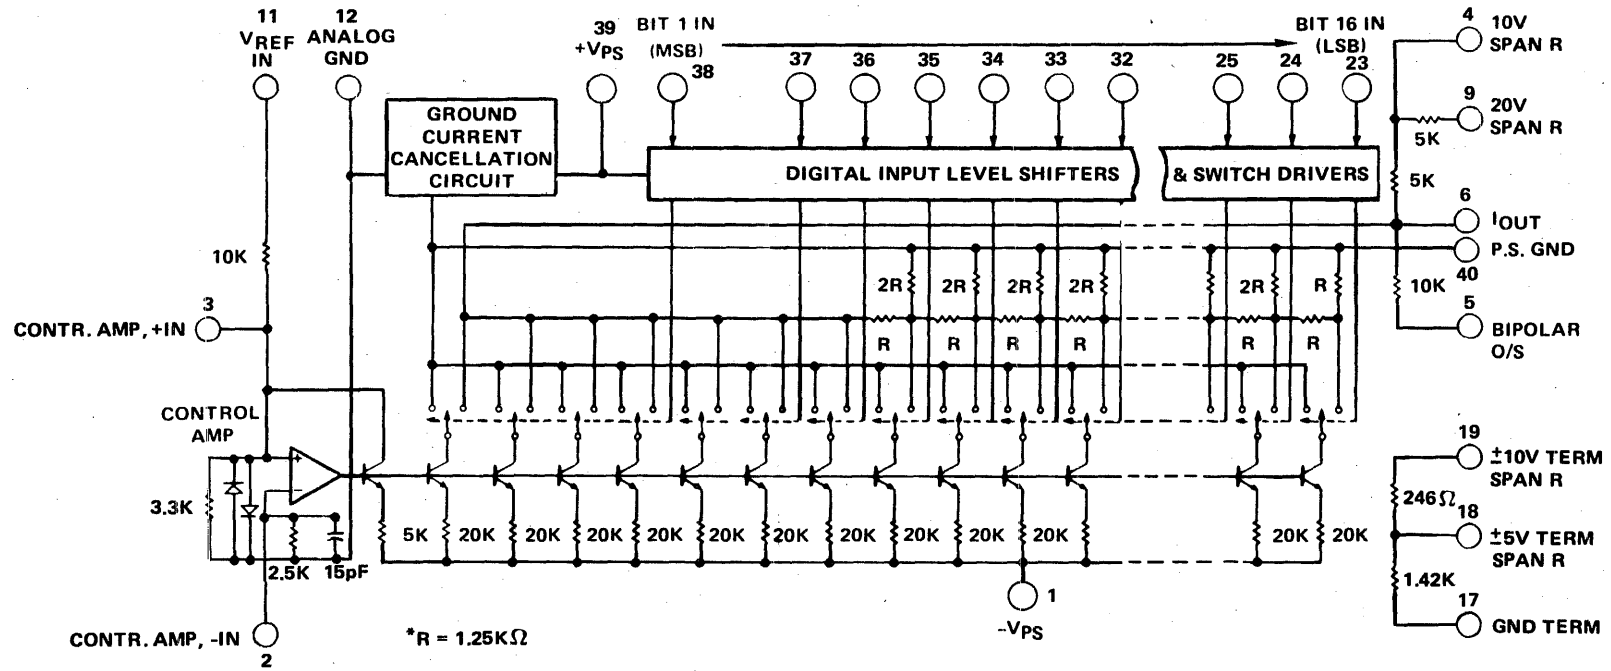 11
VREF
IN
12
ANALOG
GND
39
+VPS
BIT 1 IN
(MSB)
38
37
36
35
34
33
32
25
24
BIT 16 IN
(LSB)
23
4
10V
SPAN R
9
20V
SPAN R
5K
5K
6
IOUT
P.S. GND
40
10K
5
BIPOLAR
O/S
GROUND
CURRENT
CANCELLATION
CIRCUIT
DIGITAL INPUT LEVEL SHIFTERS
& SWITCH DRIVERS
10K
3
CONTR. AMP, +IN
2R
2R
2R
2R
2R
R
R
R
R
R
R
R
CONTROL
AMP
+
−
3.3K
2.5K
15pF
5K
20K
20K
20K
20K
20K
20K
20K
20K
20K
20K
20K
20K
1
-VPS
CONTR. AMP, -IN
2
*R = 1.25KΩ
19
±10V TERM
SPAN R
246Ω
18
±5V TERM
SPAN R
1.42K
17
GND TERM